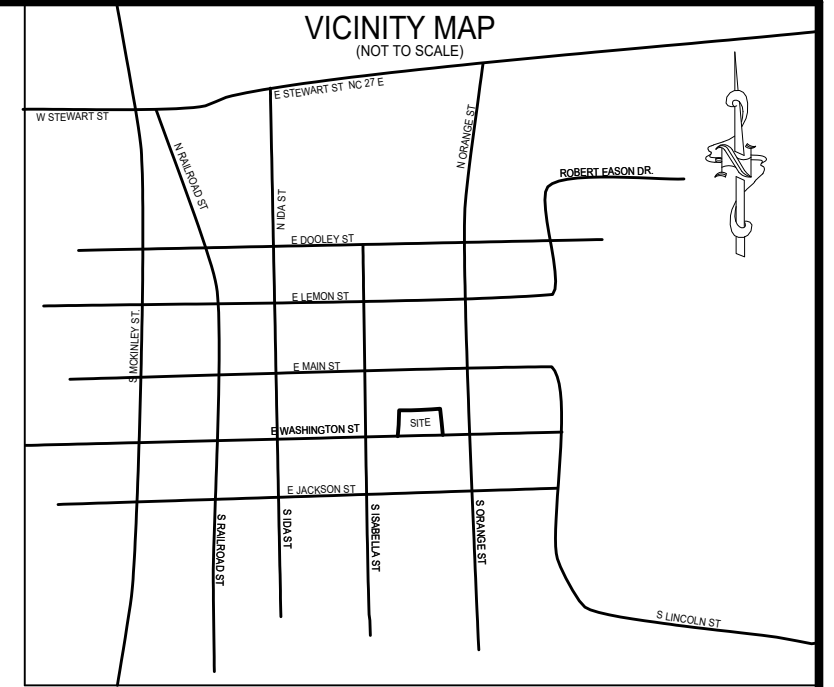 VICINITY MAP
(NOT TO SCALE)
E STEWART ST NC 27 E
W STEWART ST
N RAILROAD ST
N ORANGE ST
ROBERT EASON DR.
N IDA ST
N
E DOOLEY ST
E LEMON ST
S MCKINLEY ST.
E MAIN ST
SITE
E WASHINGTON ST
E JACKSON ST
S RAILROAD ST
S IDA ST
S ISABELLA ST
S ORANGE ST
S LINCOLN ST